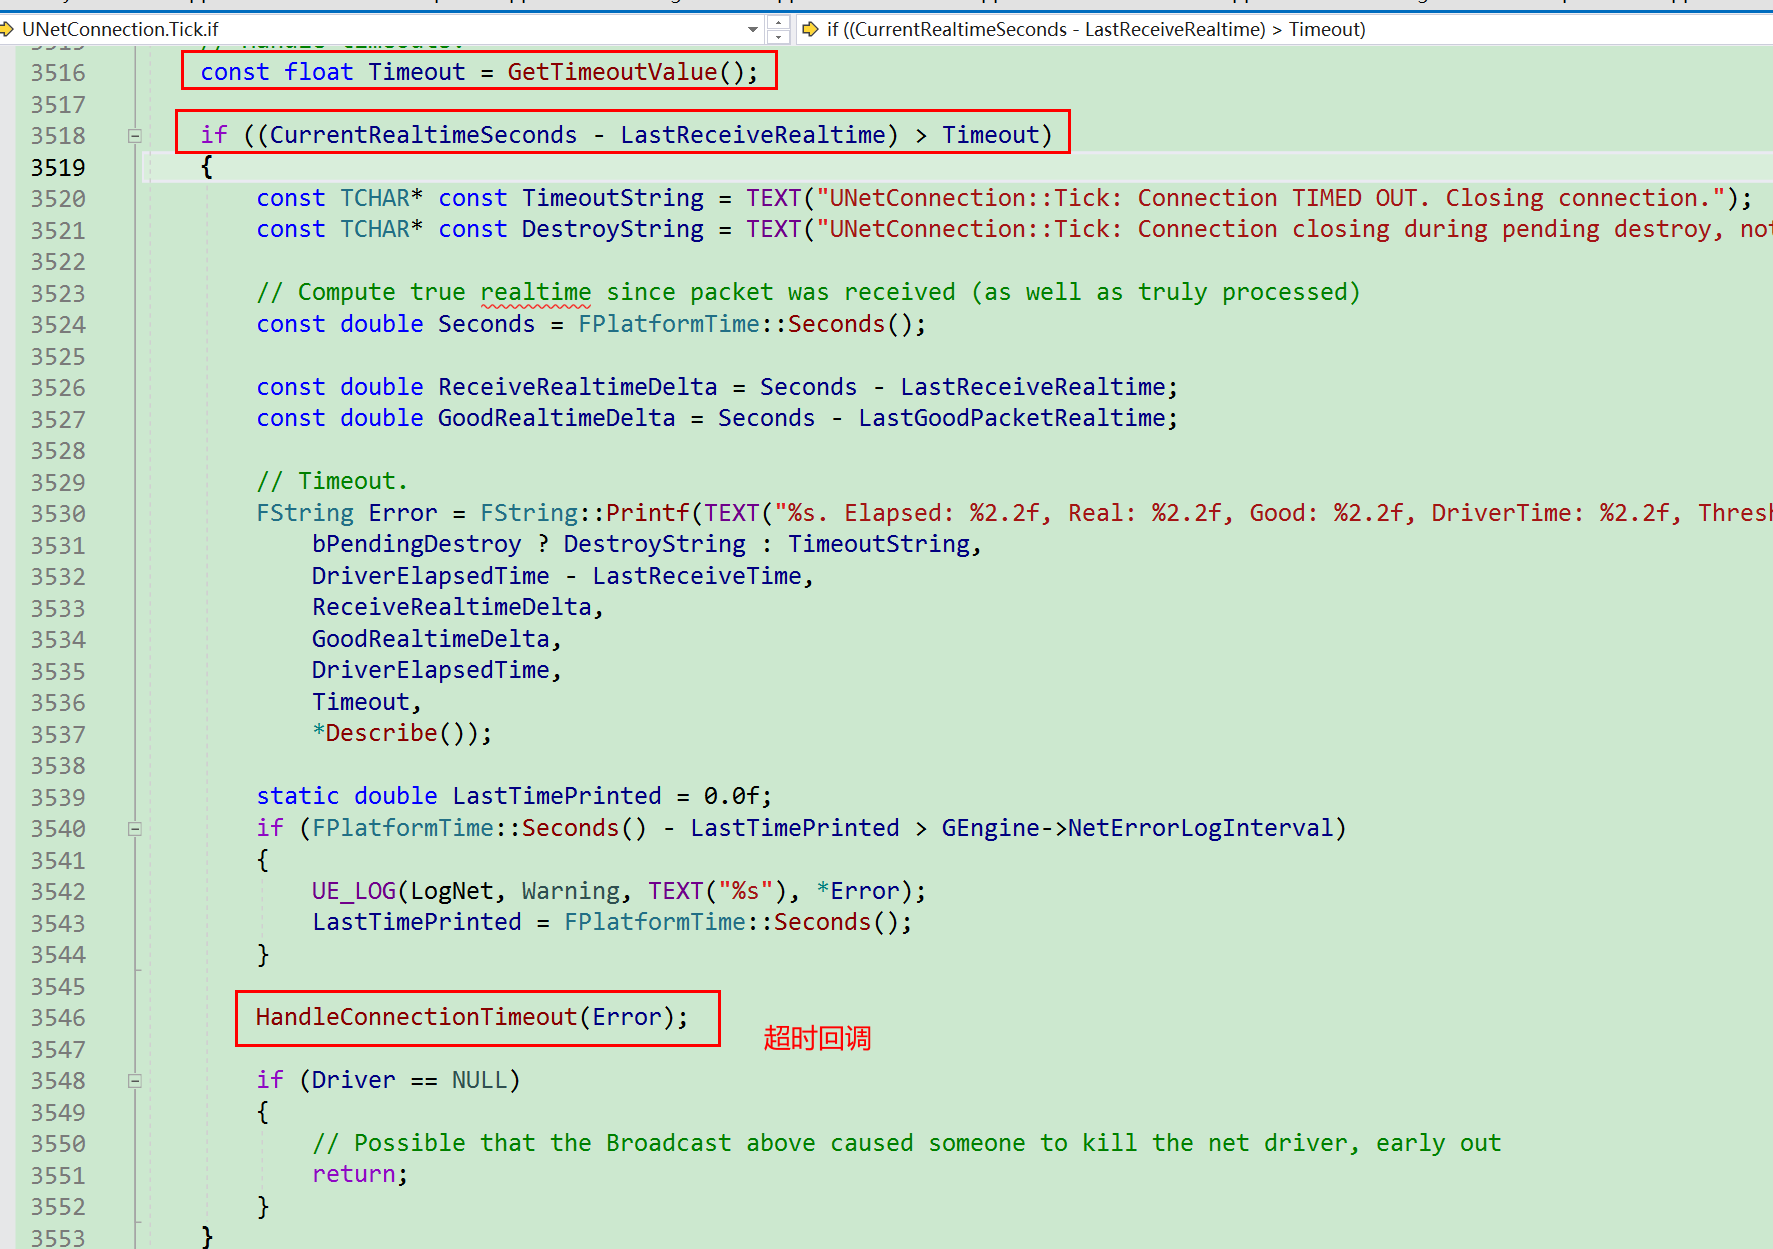 UNetConnection.Tick.if
if ((CurrentRealtimeSeconds - LastReceiveRealtime) > Timeout)
3516 const float Timeout = GetTimeoutValue();
3517
3518 if ((CurrentRealtimeSeconds - LastReceiveRealtime) > Timeout)
3519 {
3520 const TCHAR* const TimeoutString = TEXT("UNetConnection::Tick: Connection TIMED OUT. Closing connection.");
3521 const TCHAR* const DestroyString = TEXT("UNetConnection::Tick: Connection closing during pending destroy, not
3522
3523 // Compute true realtime since packet was received (as well as truly processed)
3524 const double Seconds = FPlatformTime::Seconds();
3525
3526 const double ReceiveRealtimeDelta = Seconds - LastReceiveRealtime;
3527 const double GoodRealtimeDelta = Seconds - LastGoodPacketRealtime;
3528
3529 // Timeout.
3530 FString Error = FString::Printf(TEXT("%s. Elapsed: %2.2f, Real: %2.2f, Good: %2.2f, DriverTime: %2.2f, Thresh
3531 bPendingDestroy ? DestroyString : TimeoutString,
3532 DriverElapsedTime - LastReceiveTime,
3533 ReceiveRealtimeDelta,
3534 GoodRealtimeDelta,
3535 DriverElapsedTime,
3536 Timeout,
3537 *Describe());
3538
3539 static double LastTimePrinted = 0.0f;
3540 if (FPlatformTime::Seconds() - LastTimePrinted > GEngine->NetErrorLogInterval)
3541 {
3542 UE_LOG(LogNet, Warning, TEXT("%s"), *Error);
3543 LastTimePrinted = FPlatformTime::Seconds();
3544 }
3545
3546 HandleConnectionTimeout(Error);
超时回调
3547
3548 if (Driver == NULL)
3549 {
3550 // Possible that the Broadcast above caused someone to kill the net driver, early out
3551 return;
3552 }
3553 }